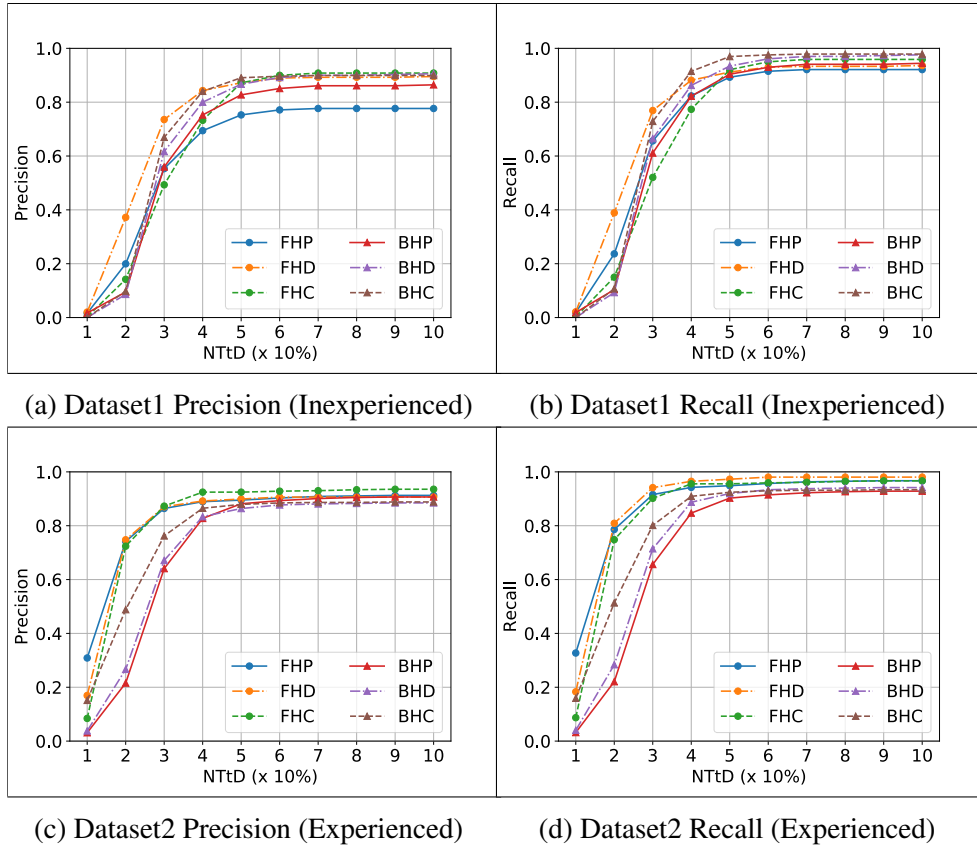 1.0
0.8
0.6
0.4
0.2
0.0
Precision
1 2 3 4 5 6 7 8 9 10
NTtD (x 10%)
FHP BHP
FHD BHD
FHC BHC
(a) Dataset1 Precision (Inexperienced)
1.0
0.8
0.6
0.4
0.2
0.0
Recall
1 2 3 4 5 6 7 8 9 10
NTtD (x 10%)
FHP BHP
FHD BHD
FHC BHC
(b) Dataset1 Recall (Inexperienced)
1.0
0.8
0.6
0.4
0.2
0.0
Precision
1 2 3 4 5 6 7 8 9 10
NTtD (x 10%)
FHP BHP
FHD BHD
FHC BHC
(c) Dataset2 Precision (Experienced)
1.0
0.8
0.6
0.4
0.2
0.0
Recall
1 2 3 4 5 6 7 8 9 10
NTtD (x 10%)
FHP BHP
FHD BHD
FHC BHC
(d) Dataset2 Recall (Experienced)